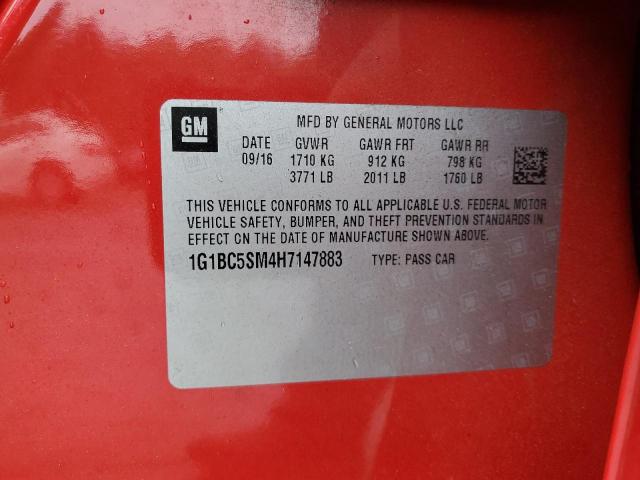 GM
MFD BY GENERAL MOTORS LLC
DATE GVWR GAWR FRT GAWR RR
09/16 1710 KG 912 KG 798 KG
3771 LB 2011 LB 1760 LB
THIS VEHICLE CONFORMS TO ALL APPLICABLE U.S. FEDERAL MOTOR
VEHICLE SAFETY, BUMPER, AND THEFT PREVENTION STANDARDS IN
EFFECT ON THE DATE OF MANUFACTURE SHOWN ABOVE.
1G1BC5SM4H7147883 TYPE: PASS CAR